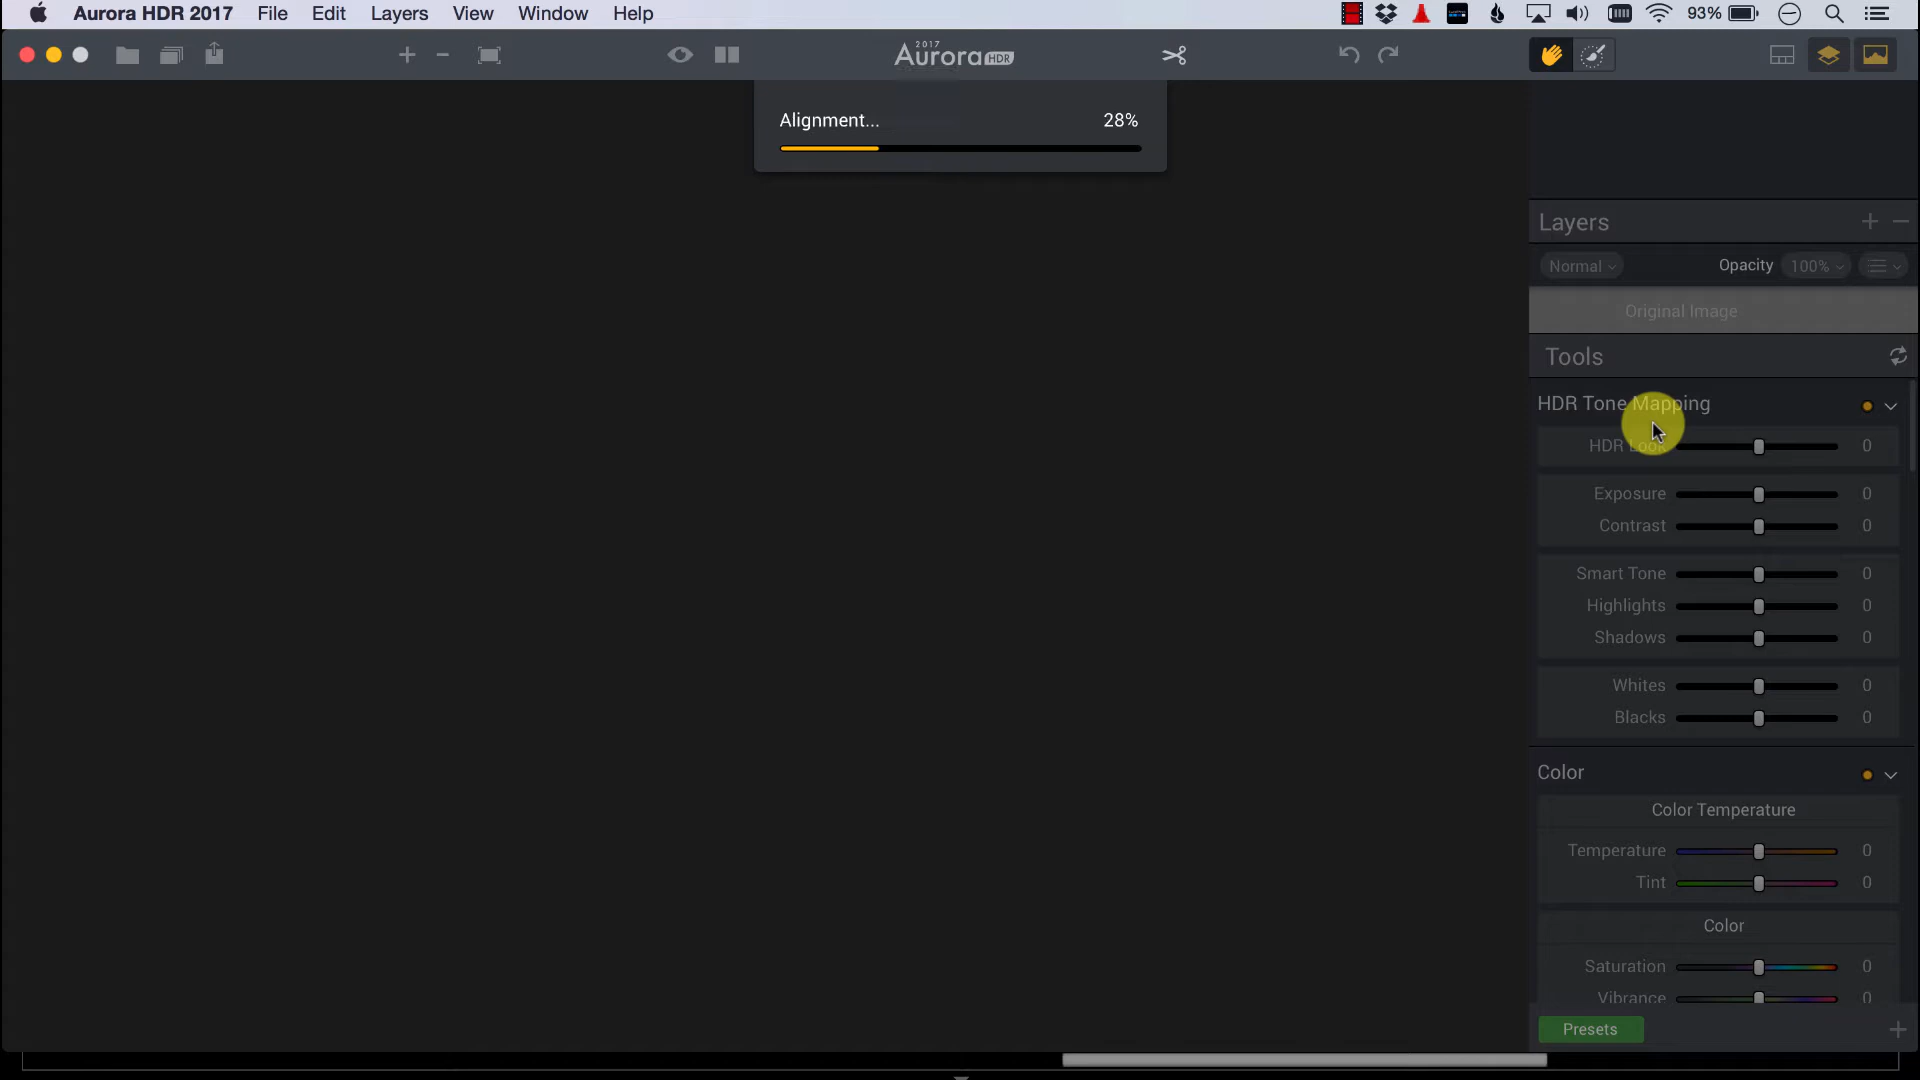 Aurora HDR 2017 File Edit Layers View Window Help 93%
2017
Aurora HDR
Alignment... 28%
Layers
Normal Opacity 100%
Original Image
Tools
HDR Tone Mapping
HDR Look 0
Exposure 0
Contrast 0
Smart Tone 0
Highlights 0
Shadows 0
Whites 0
Blacks 0
Color
Color Temperature
Temperature 0
Tint 0
Color
Saturation 0
Vibrance 0
Presets